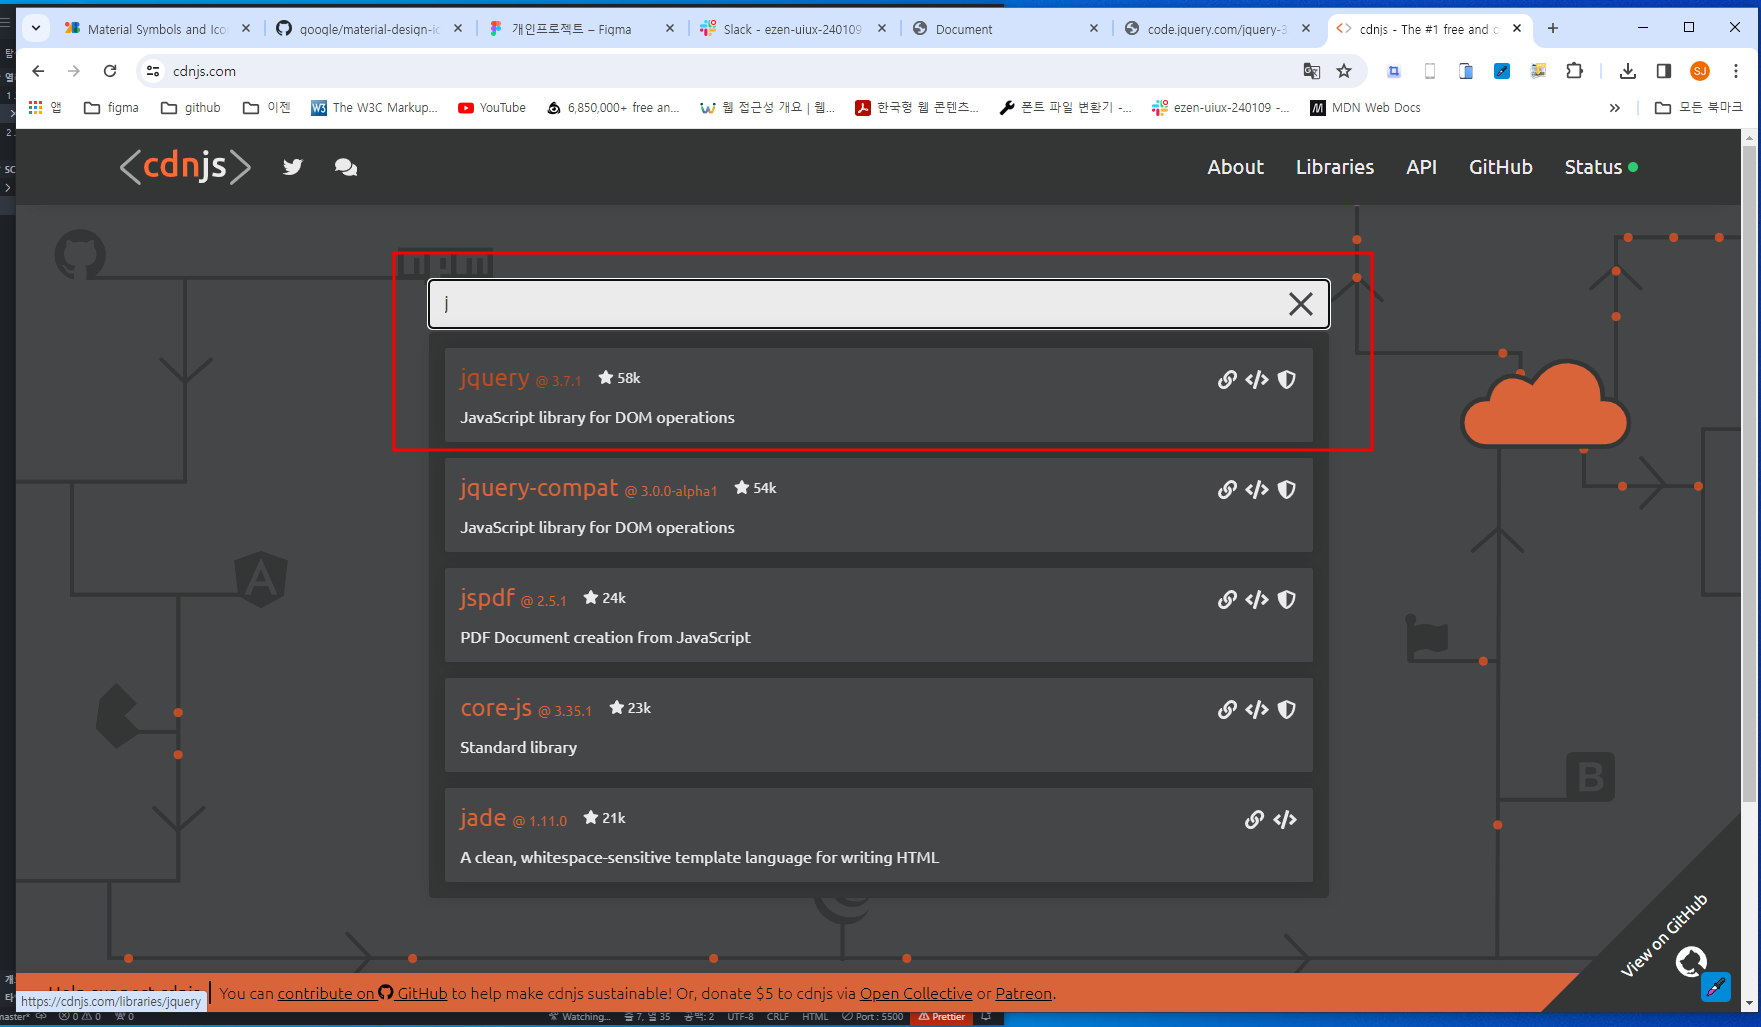 Material Symbols and Ico
google/material-design-ic
개인프로젝트 – Figma
Slack - ezen-uiux-240109
Document
code.jquery.com/jquery-3
cdnjs - The #1 free and o
cdnjs.com
SJ
앱
figma
github
이젠
W3
The W3C Markup...
YouTube
6,850,000+ free an...
웹 접근성 개요 | 웹...
한국형 웹 콘텐츠...
폰트 파일 변환기 -...
ezen-uiux-240109 -...
MDN Web Docs
»
모든 북마크
<cdnjs>
About
Libraries
API
GitHub
Status
j
jquery @ 3.7.1 58k
JavaScript library for DOM operations
jquery-compat @ 3.0.0-alpha1 54k
JavaScript library for DOM operations
jspdf @ 2.5.1 24k
PDF Document creation from JavaScript
core-js @ 3.35.1 23k
Standard library
jade @ 1.11.0 21k
A clean, whitespace-sensitive template language for writing HTML
A
B
View on GitHub
Help support cdnjs
You can contribute on GitHub to help make cdnjs sustainable! Or, donate $5 to cdnjs via Open Collective or Patreon.
https://cdnjs.com/libraries/jquery
master*
0 0
0
Watching...
줄 7, 열 35
공백: 2
UTF-8
CRLF
HTML
Port : 5500
Prettier